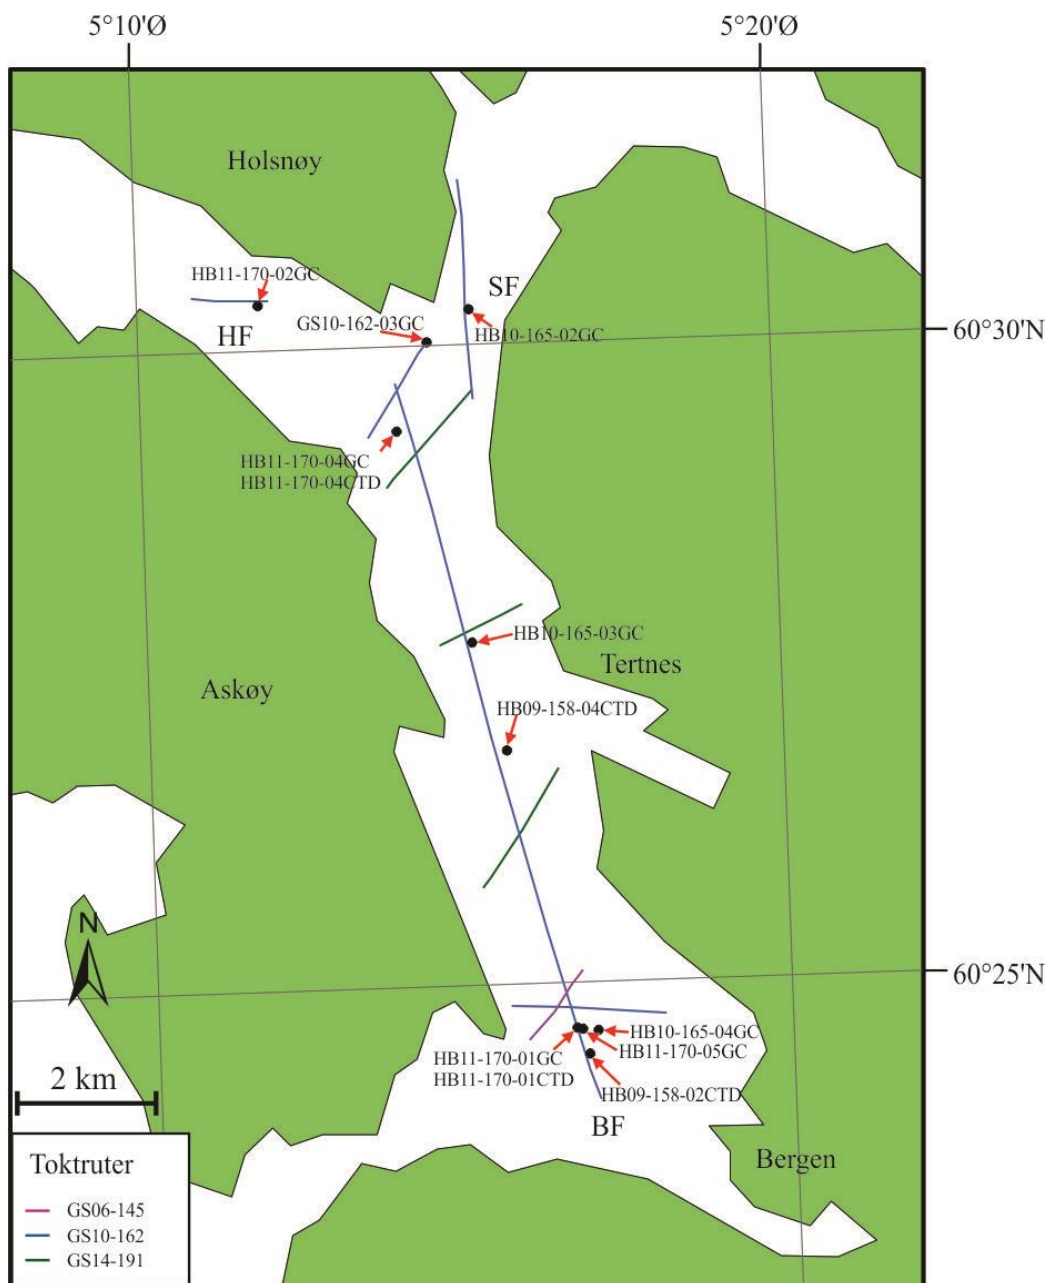 5°10'Ø
5°20'Ø
Holsnøy
HB11-170-02GC
SF
GS10-162-03GC
HF
HB10-165-02GC
60°30'N
HB11-170-04GC
HB11-170-04CTD
HB10-165-03GC
Tertnes
Askøy
HB09-158-04CTD
N
60°25'N
HB10-165-04GC
HB11-170-05GC
HB11-170-01GC
HB11-170-01CTD
2 km
HB09-158-02CTD
BF
Bergen
Toktruter
GS06-145
GS10-162
GS14-191